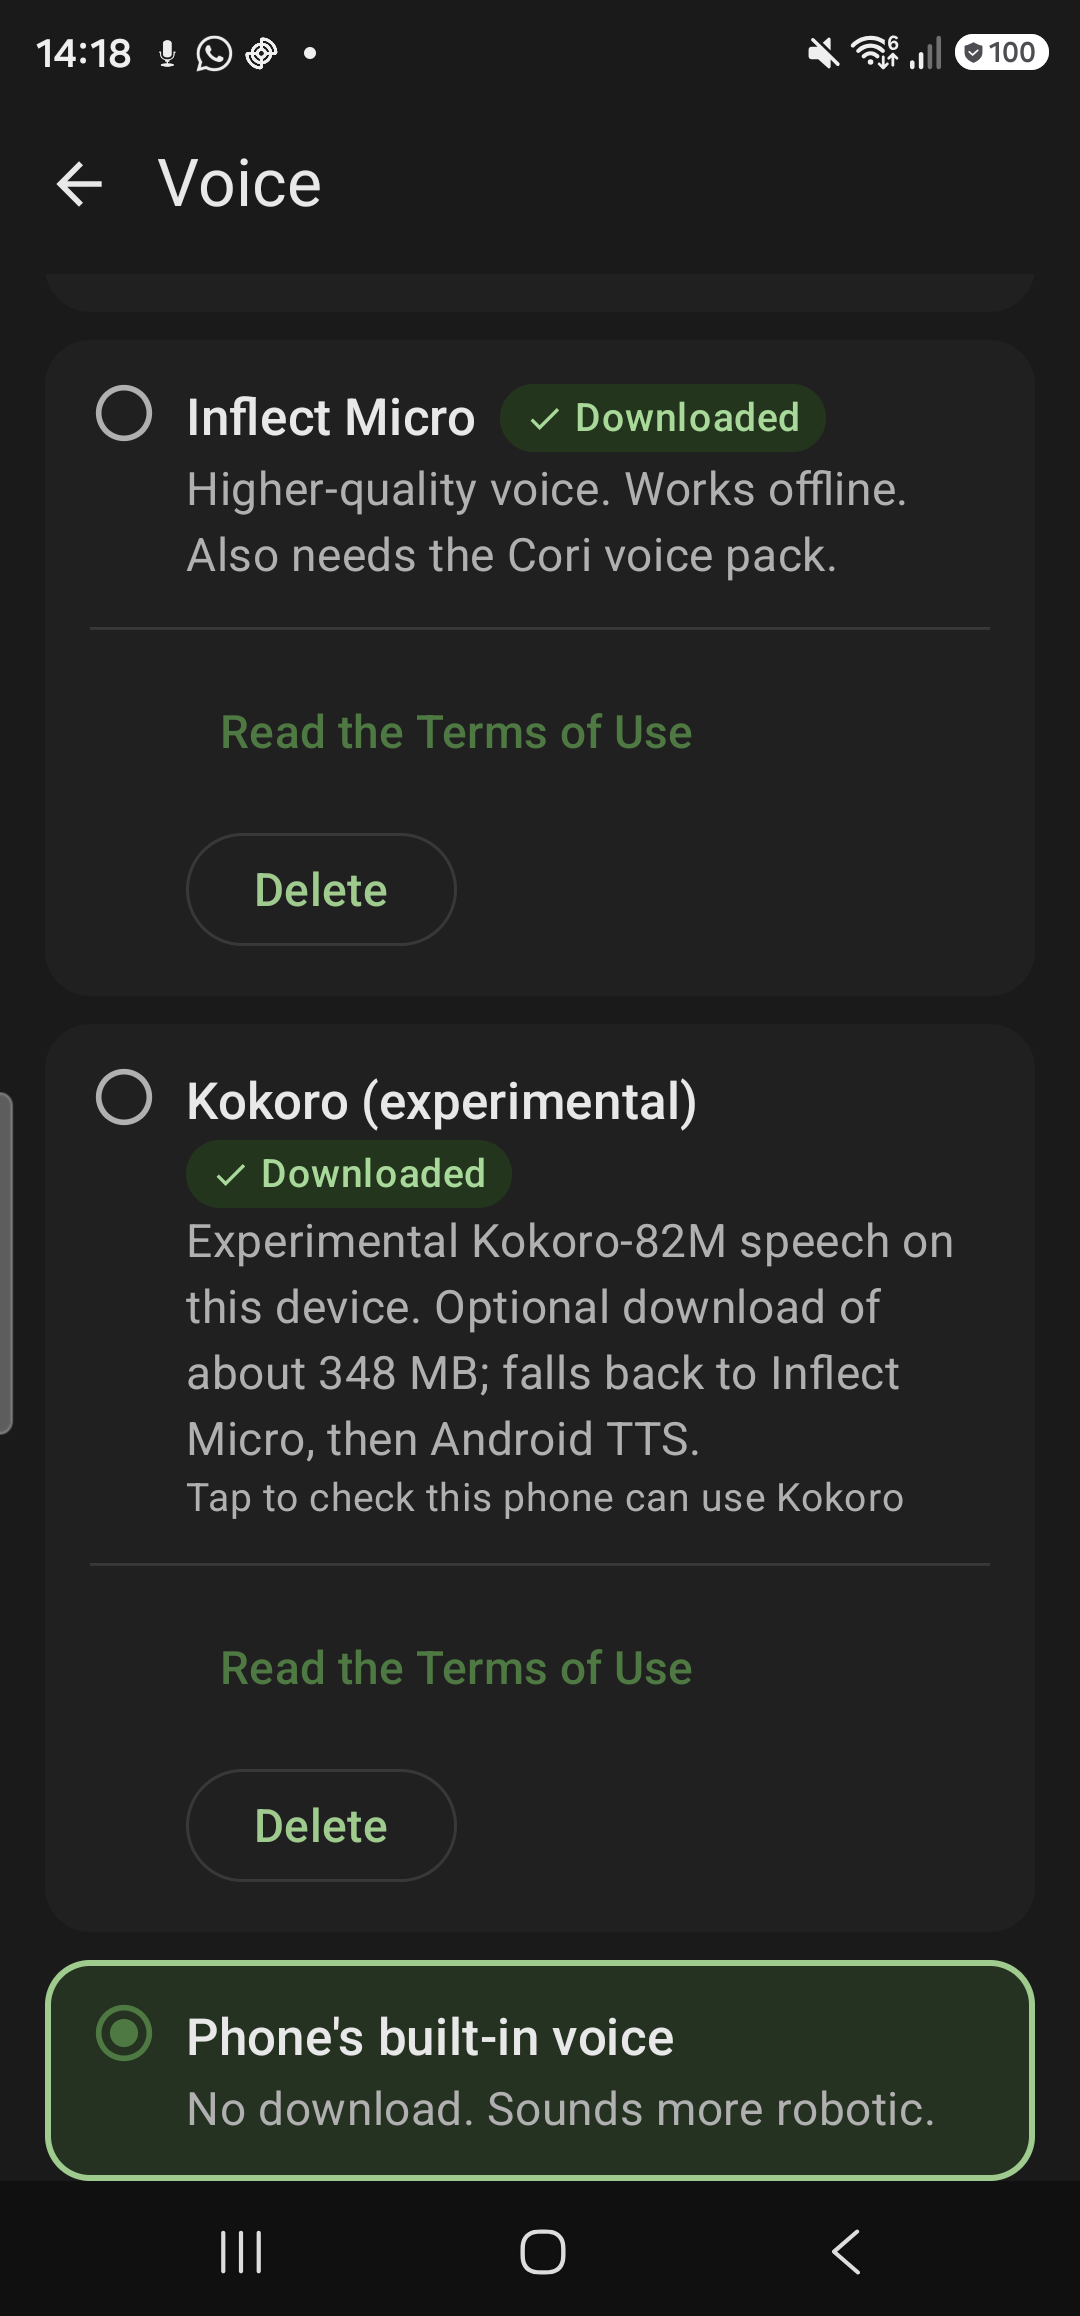 14:18
6
100
Voice
Inflect Micro
Downloaded
Higher-quality voice. Works offline.
Also needs the Cori voice pack.
Read the Terms of Use
Delete
Kokoro (experimental)
Downloaded
Experimental Kokoro-82M speech on
this device. Optional download of
about 348 MB; falls back to Inflect
Micro, then Android TTS.
Tap to check this phone can use Kokoro
Read the Terms of Use
Delete
Phone's built-in voice
No download. Sounds more robotic.